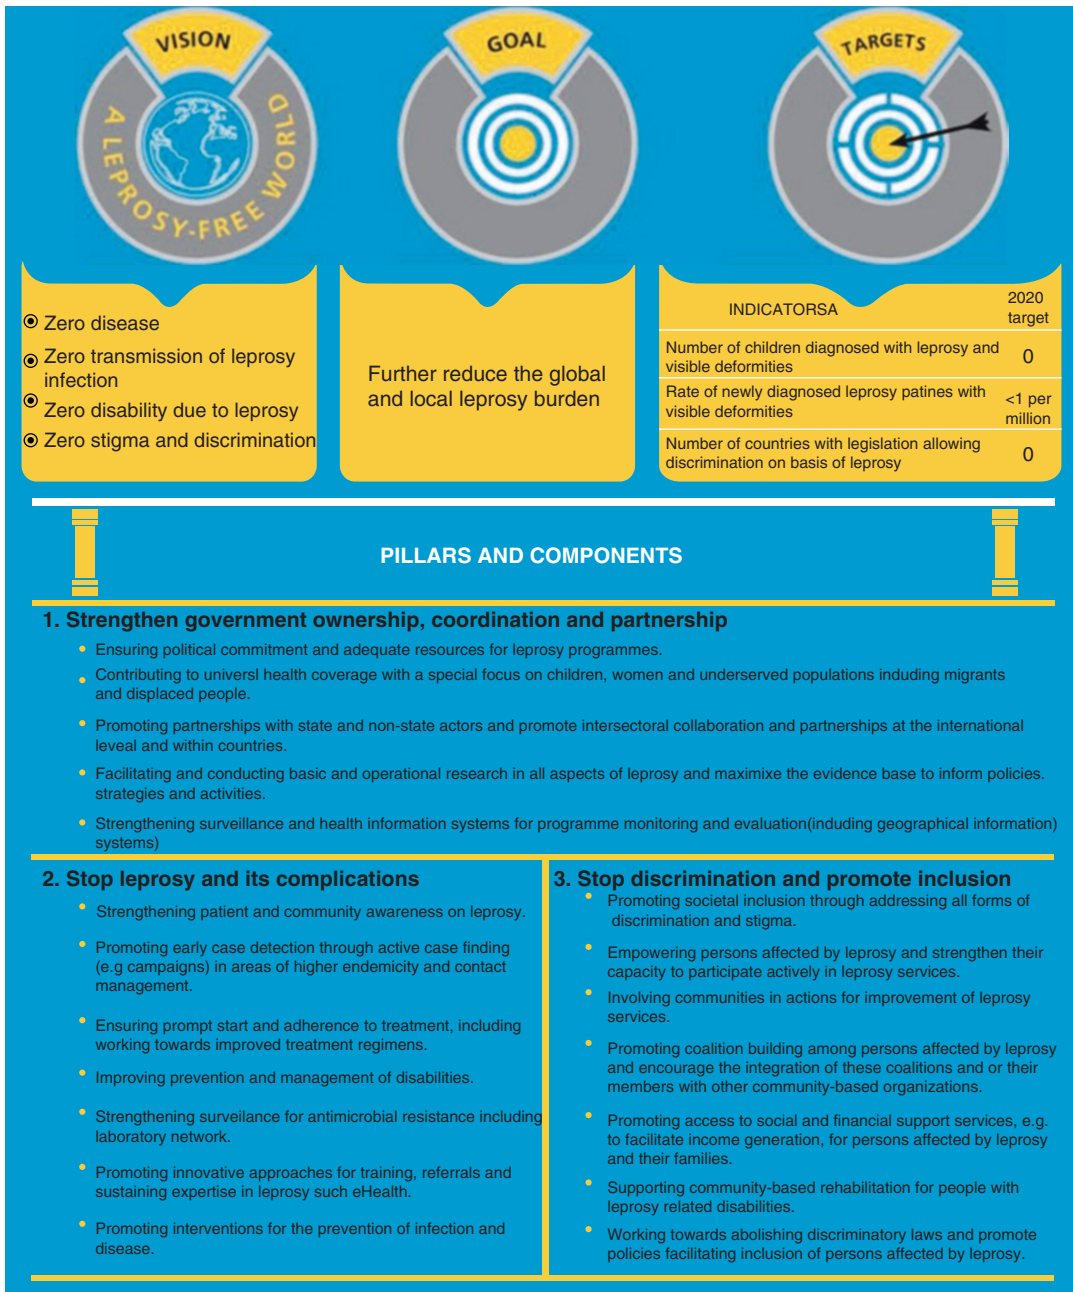 VISION
A LEPROSY-FREE WORLD
GOAL
TARGETS
Zero disease
Zero transmission of leprosy
infection
Zero disability due to leprosy
Zero stigma and discrimination
Further reduce the global
and local leprosy burden
INDICATORSA
2020
target
Number of children diagnosed with leprosy and
visible deformities
0
Rate of newly diagnosed leprosy patines with
visible deformities
<1 per
million
Number of countries with legislation allowing
discrimination on basis of leprosy
0
PILLARS AND COMPONENTS
1. Strengthen government ownership, coordination and partnership
• Ensuring political commitment and adequate resources for leprosy programmes.
• Contributing to universl health coverage with a special focus on children, women and underserved populations induding migrants
and displaced people.
• Promoting partnerships with state and non-state actors and promote intersectoral collaboration and partnerships at the international
leveal and within countries.
• Facilitating and conducting basic and operational research in all aspects of leprosy and maximixe the evidence base to inform policies.
strategies and activities.
• Strengthening surveillance and health information systems for programme monitoring and evaluation(induding geographical information)
systems)
2. Stop leprosy and its complications
• Strengthening patient and community awareness on leprosy.
• Promoting early case detection through active case finding
(e.g campaigns) in areas of higher endemicity and contact
management.
• Ensuring prompt start and adherence to treatment, including
working towards improved treatment regimens.
• Improving prevention and management of disabilities.
• Strengthening surveilance for antimicrobial resistance including
laboratory network.
• Promoting innovative approaches for training, referrals and
sustaining expertise in leprosy such eHealth.
• Promoting interventions for the prevention of infection and
disease.
3. Stop discrimination and promote inclusion
• Promoting societal inclusion through addressing all forms of
discrimination and stigma.
• Empowering persons affected by leprosy and strengthen their
capacity to participate actively in leprosy services.
• Involving communities in actions for improvement of leprosy
services.
• Promoting coalition building among persons affected by leprosy
and encourage the integration of these coalitions and or their
members with other community-based organizations.
• Promoting access to social and financial support services, e.g.
to facilitate income generation, for persons affected by leprosy
and their families.
• Supporting community-based rehabilitation for people with
leprosy related disabilities.
• Working towards abolishing discriminatory laws and promote
policies facilitating inclusion of persons affected by leprosy.